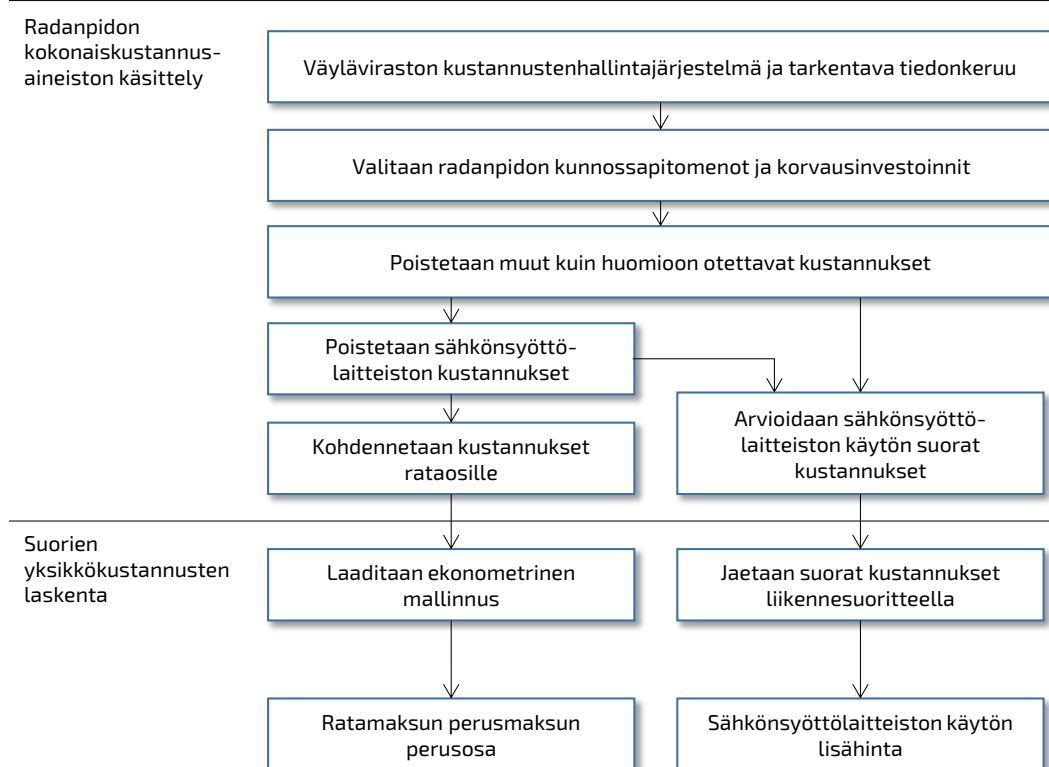 Radanpidon
kokonaiskustannus-
aineiston käsittely
Väyläviraston kustannustenhallintajärjestelmä ja tarkentava tiedonkeruu
Valitaan radanpidon kunnossapitomenot ja korvausinvestoinnit
Poistetaan muut kuin huomioon otettavat kustannukset
Poistetaan sähkönsyöttö-
laitteiston kustannukset
Kohdennetaan kustannukset
rataosille
Arvioidaan sähkönsyöttö-
laitteiston käytön suorat
kustannukset
Suorien
yksikkökustannusten
laskenta
Laaditaan ekonometrinen
mallinnus
Jaetaan suorat kustannukset
liikennesuoritteella
Ratamaksun perusmaksun
perusosa
Sähkönsyöttölaitteiston käytön
lisähinta